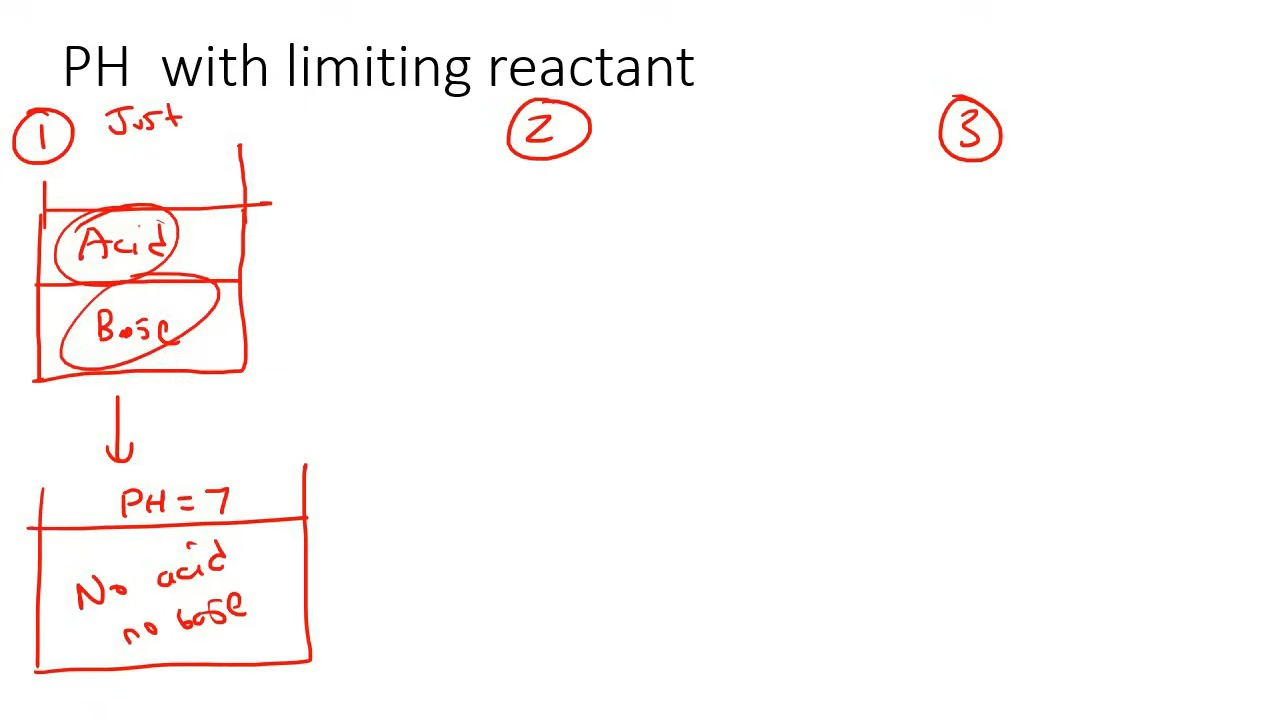 PH with limiting reactant
1 Just
2
3
Acid
Base
PH = 7
No acid
no base